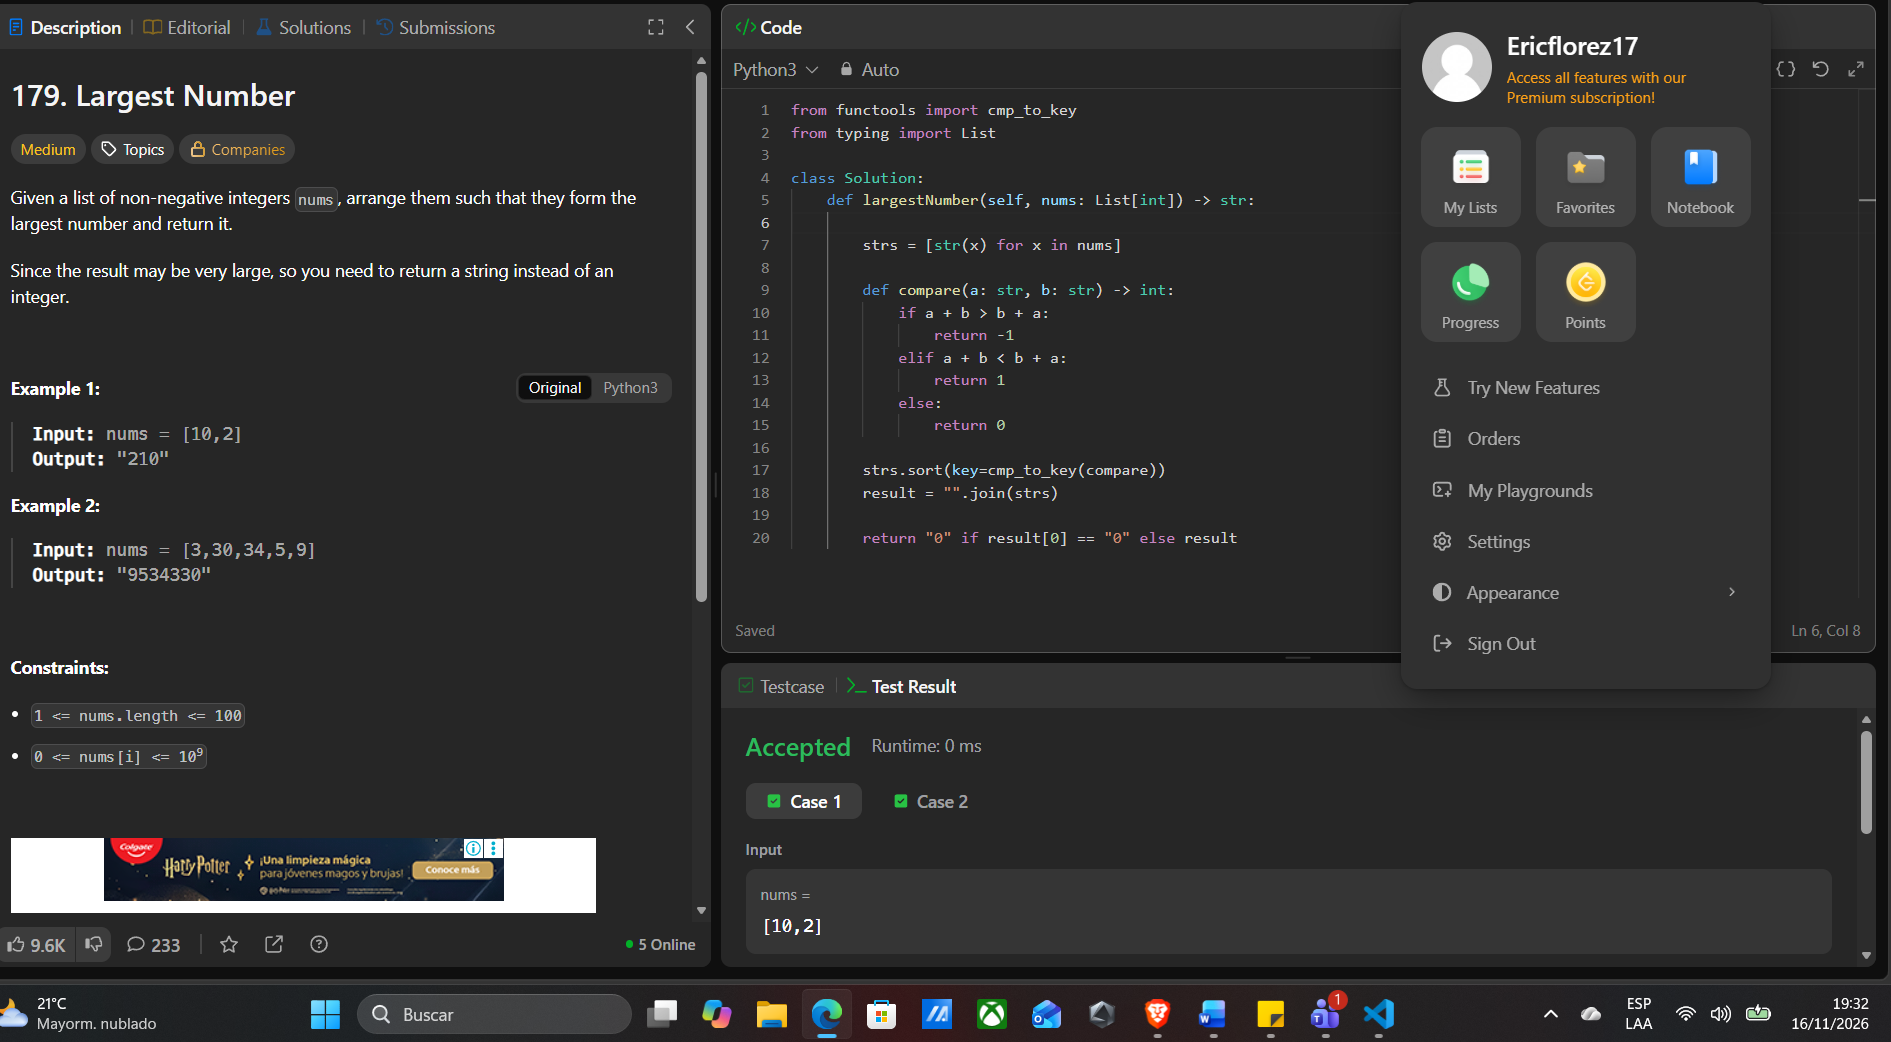 Description
Editorial
Solutions
Submissions
179. Largest Number
Medium
Topics
Companies
Given a list of non-negative integers nums, arrange them such that they form the
largest number and return it.
Since the result may be very large, so you need to return a string instead of an
integer.
Example 1:
Original
Python3
Input: nums = [10,2]
Output: "210"
Example 2:
Input: nums = [3,30,34,5,9]
Output: "9534330"
Constraints:
1 <= nums.length <= 100
0 <= nums[i] <= 10⁹
Colgate
Harry Potter
¡Una limpieza mágica
para jóvenes magos y brujas!
Conoce más
9.6K
233
5 Online
</> Code
Python3
Auto
1 from functools import cmp_to_key
2 from typing import List
3
4 class Solution:
5 def largestNumber(self, nums: List[int]) -> str:
6
7 strs = [str(x) for x in nums]
8
9 def compare(a: str, b: str) -> int:
10 if a + b > b + a:
11 return -1
12 elif a + b < b + a:
13 return 1
14 else:
15 return 0
16
17 strs.sort(key=cmp_to_key(compare))
18 result = "".join(strs)
19
20 return "0" if result[0] == "0" else result
Saved
Ln 6, Col 8
Ericflorez17
Access all features with our
Premium subscription!
My Lists
Favorites
Notebook
Progress
Points
Try New Features
Orders
My Playgrounds
Settings
Appearance
Sign Out
Testcase
Test Result
Accepted
Runtime: 0 ms
Case 1
Case 2
Input
nums =
[10,2]
21°C
Mayorm. nublado
Buscar
1
ESP
LAA
19:32
16/11/2026